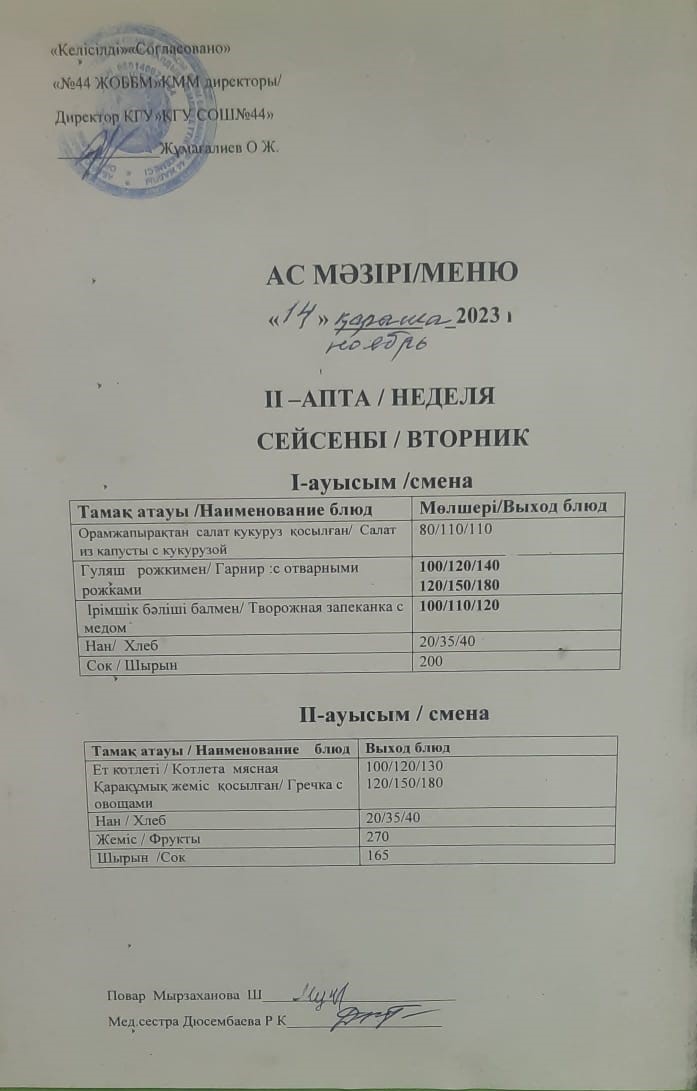 «Келісілді»«Согласовано»
«№44 ЖОББМ»КММ директоры/
Директор КГУ»КГУ СОШ№44»
Жұмағалиев О Ж.
АС МӘЗІРІ/МЕНЮ
«14» қараша 2023 г
ноябрь
II –АПТА / НЕДЕЛЯ
СЕЙСЕНБІ / ВТОРНИК
I-ауысым /смена
Тамақ атауы /Наименование блюд Мөлшері/Выход блюд
Орамжапырақтан салат кукуруз қосылған/ Салат 80/110/110
из капусты с кукурузой
Гуляш рожкимен/ Гарнир :с отварными 100/120/140
рожками 120/150/180
Ірімшік бәліші балмен/ Творожная запеканка с 100/110/120
медом
Нан/ Хлеб 20/35/40
Сок / Шырын 200
II-ауысым / смена
Тамақ атауы / Наименование блюд Выход блюд
Ет котлеті / Котлета мясная 100/120/130
Қарақұмық жеміс қосылған/ Гречка с 120/150/180
овощами
Нан / Хлеб 20/35/40
Жеміс / Фрукты 270
Шырын /Сок 165
Повар Мырзаханова Ш
Мед.сестра Дюсембаева Р К